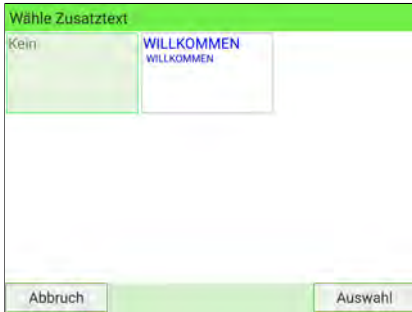 Wähle Zusatztext
Kein
WILLKOMMEN
WILLKOMMEN
Abbruch
Auswahl